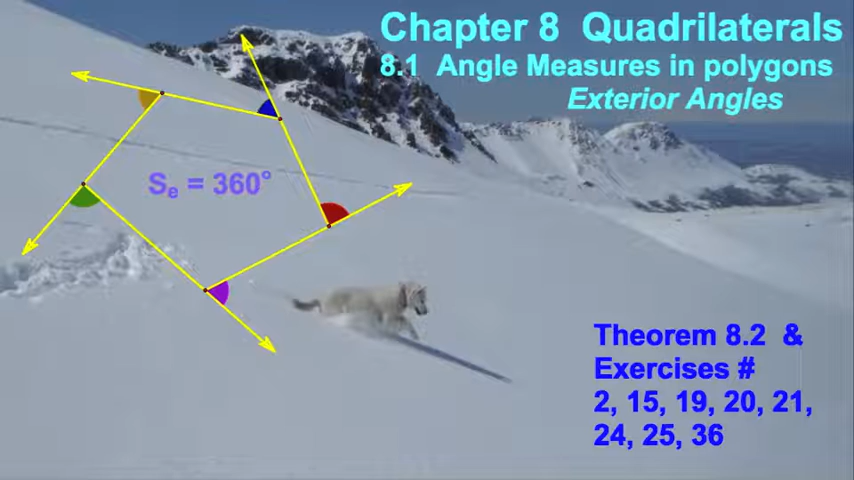 Chapter 8 Quadrilaterals
8.1 Angle Measures in polygons
Exterior Angles
Sₑ = 360°
Theorem 8.2 &
Exercises #
2, 15, 19, 20, 21,
24, 25, 36